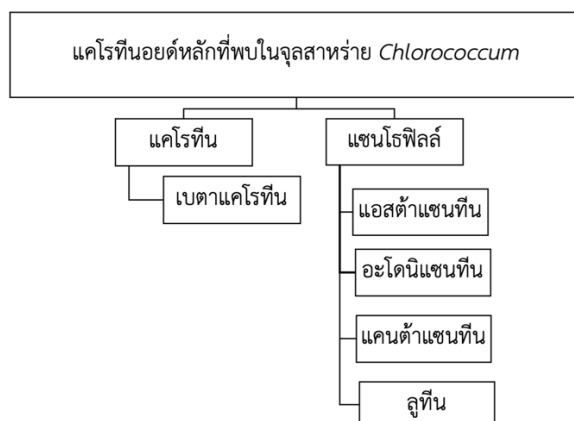 แคโรทีนอยด์หลักที่พบในจุลสาหร่าย Chlorococcum
แคโรทีน
แซนโธฟิลล์
เบตาแคโรทีน
แอสต้าแซนทีน
อะโดนิแซนทีน
แคนต้าแซนทีน
ลูทีน